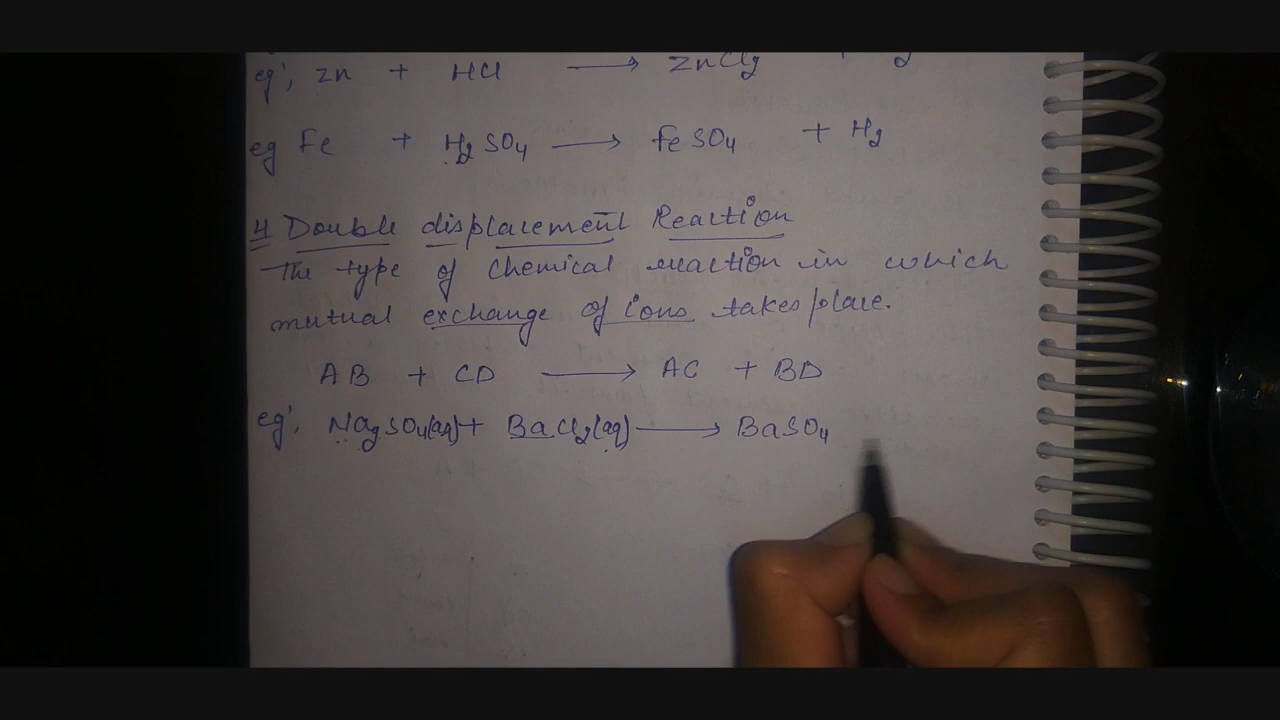 eg', Zn + HCl ⟶ ZnCl2 + 2
eg Fe + H2SO4 ⟶ FeSO4 + H2
4 Double displacement Reaction
The type of chemical reaction in which
mutual exchange of ions takes place.
AB + CD ⟶ AC + BD
eg', Na2SO4(aq) + BaCl2(aq) ⟶ BaSO4